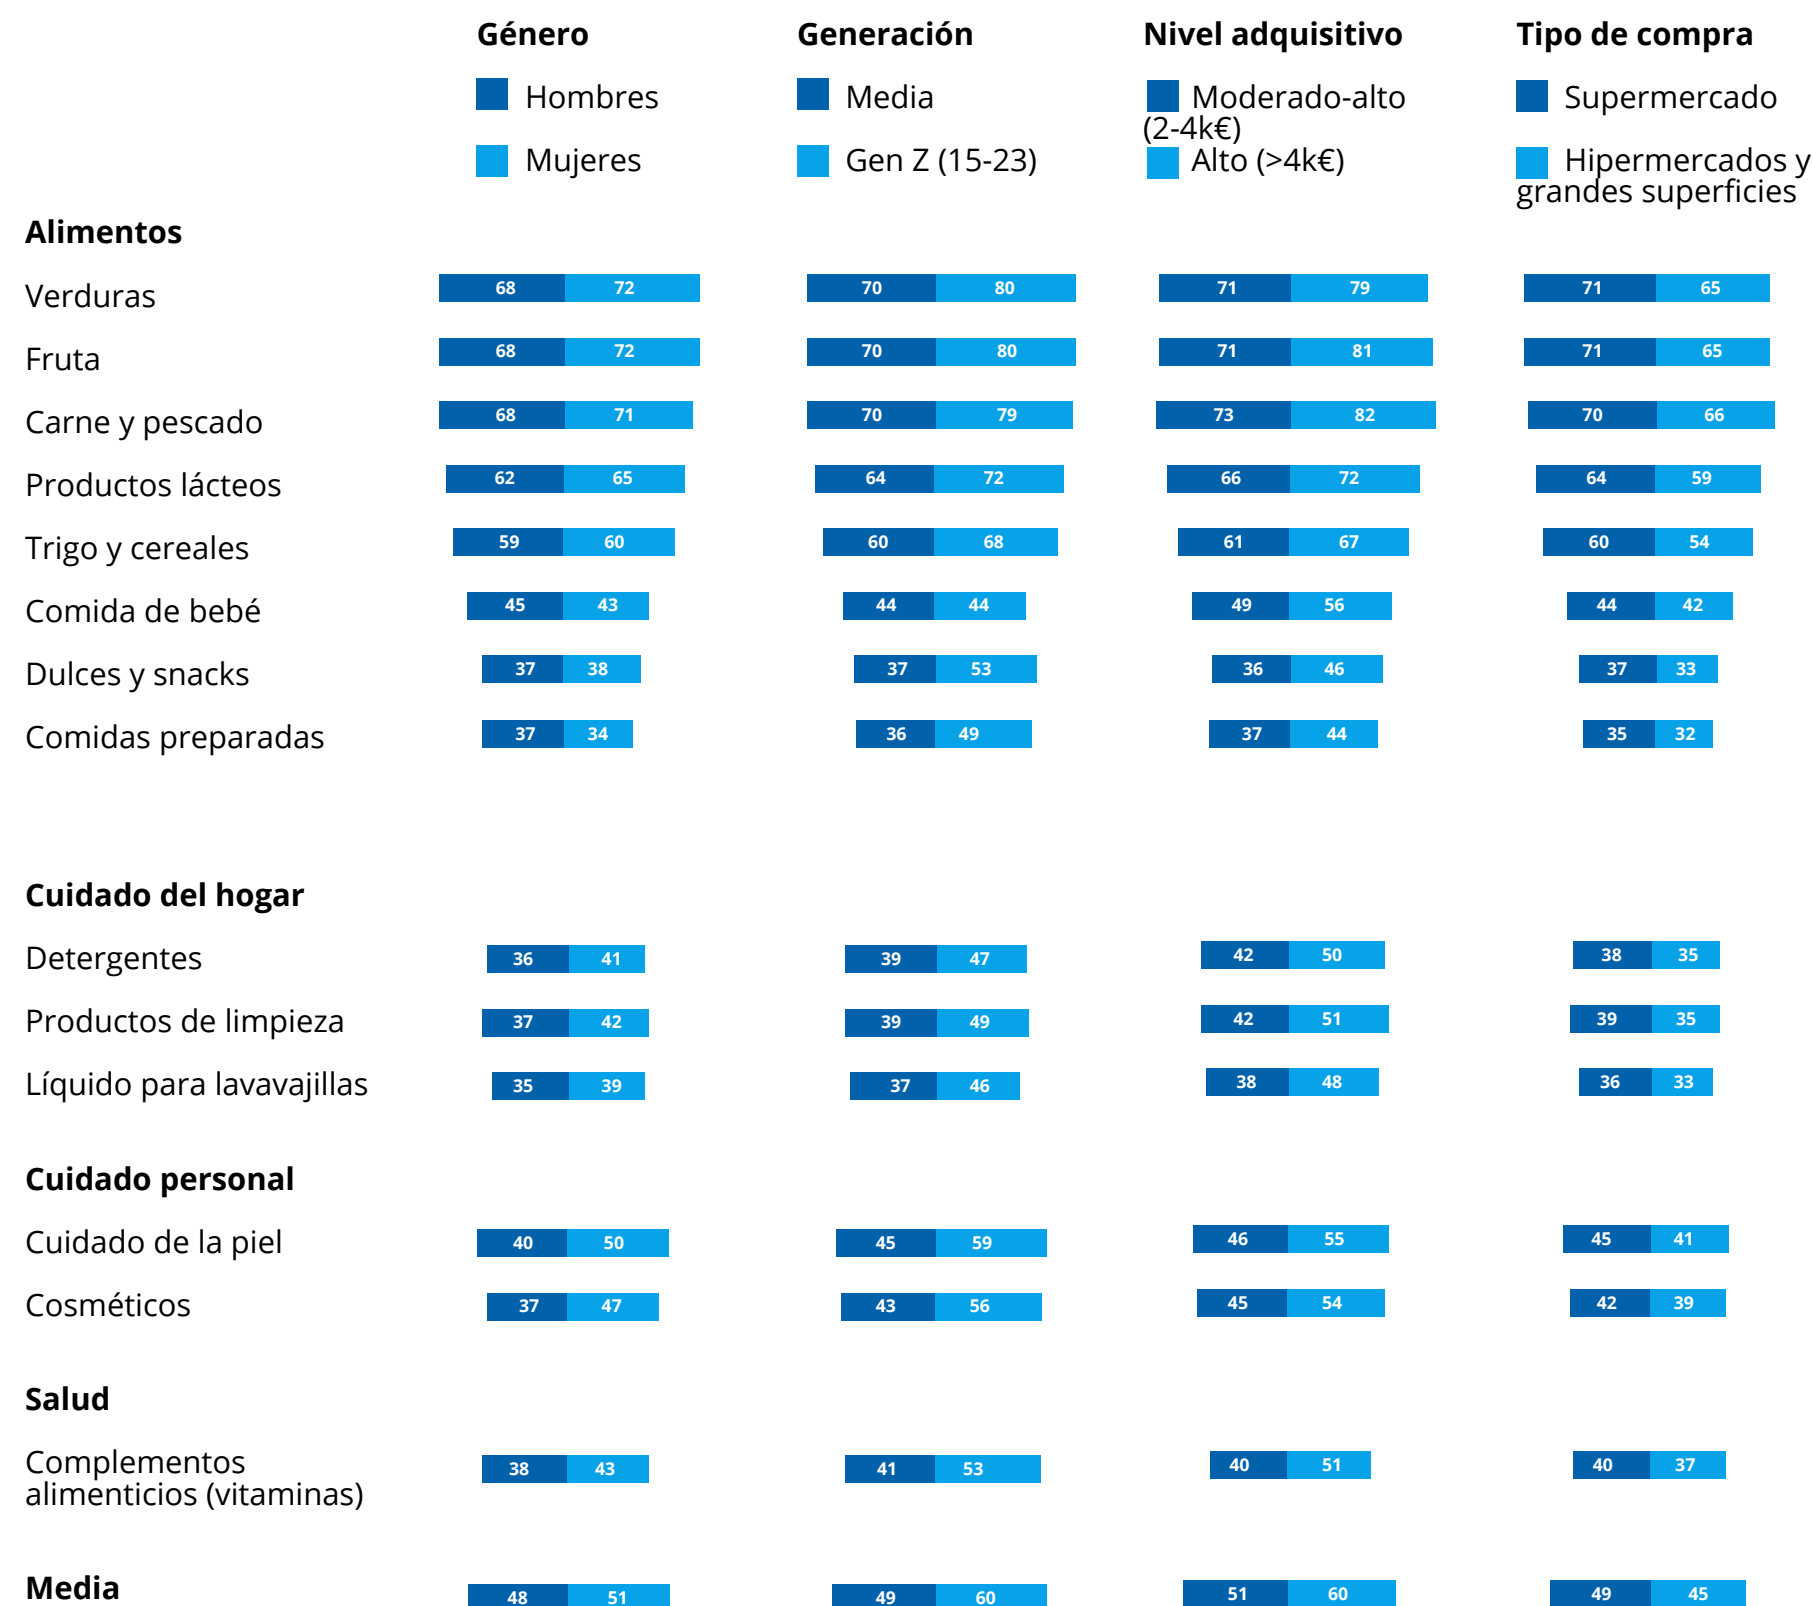 Género Generación Nivel adquisitivo Tipo de compra
Hombres Media Moderado-alto Supermercado
(2-4k€)
Mujeres Gen Z (15-23) Alto (>4k€) Hipermercados y
grandes superficies
Alimentos
Verduras 68 72 70 80 71 79 71 65
Fruta 68 72 70 80 71 81 71 65
Carne y pescado 68 71 70 79 73 82 70 66
Productos lácteos 62 65 64 72 66 72 64 59
Trigo y cereales 59 60 60 68 61 67 60 54
Comida de bebé 45 43 44 44 49 56 44 42
Dulces y snacks 37 38 37 53 36 46 37 33
Comidas preparadas 37 34 36 49 37 44 35 32
Cuidado del hogar
Detergentes 36 41 39 47 42 50 38 35
Productos de limpieza 37 42 39 49 42 51 39 35
Líquido para lavavajillas 35 39 37 46 38 48 36 33
Cuidado personal
Cuidado de la piel 40 50 45 59 46 55 45 41
Cosméticos 37 47 43 56 45 54 42 39
Salud
Complementos 38 43 41 53 40 51 40 37
alimenticios (vitaminas)
Media 48 51 49 60 51 60 49 45